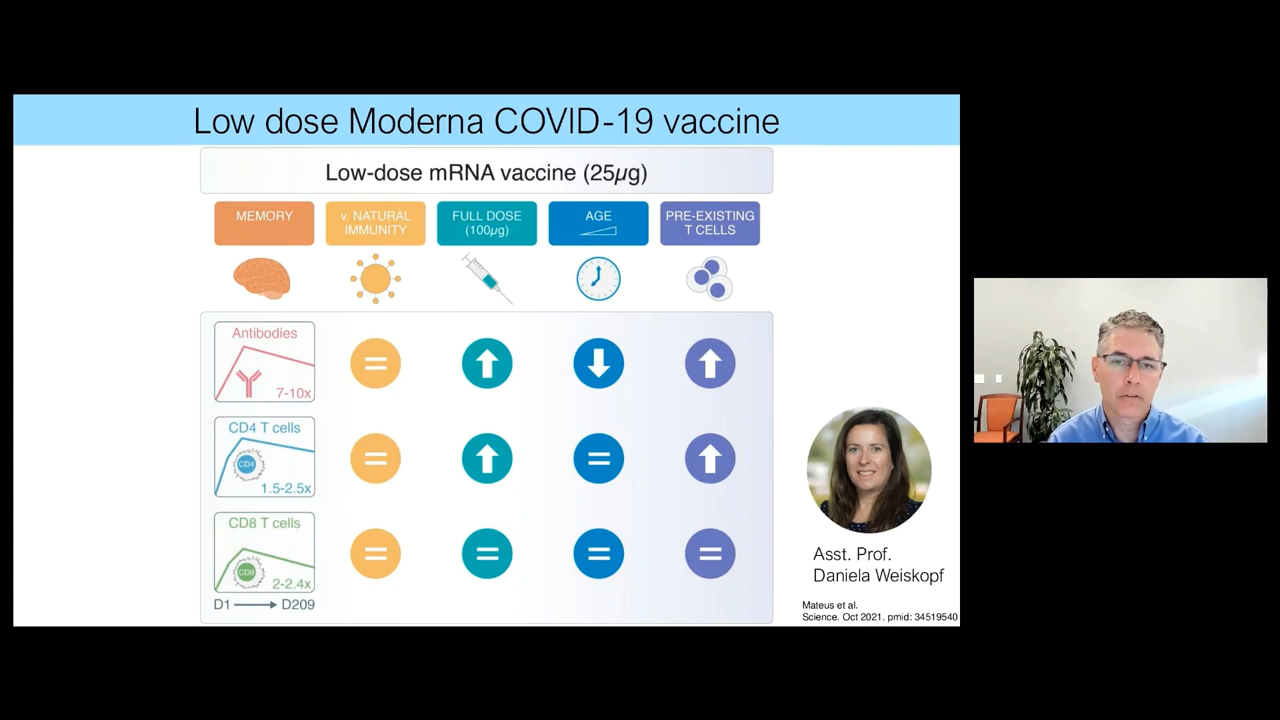 Low dose Moderna COVID-19 vaccine
Low-dose mRNA vaccine (25µg)
MEMORY
v. NATURAL
IMMUNITY
FULL DOSE
(100µg)
AGE
PRE-EXISTING
T CELLS
Antibodies
7-10x
CD4 T cells
CD4
1.5-2.5x
CD8 T cells
CD8
2-2.4x
D1 → D209
Asst. Prof.
Daniela Weiskopf
Mateus et al.
Science. Oct 2021. pmid: 34519540